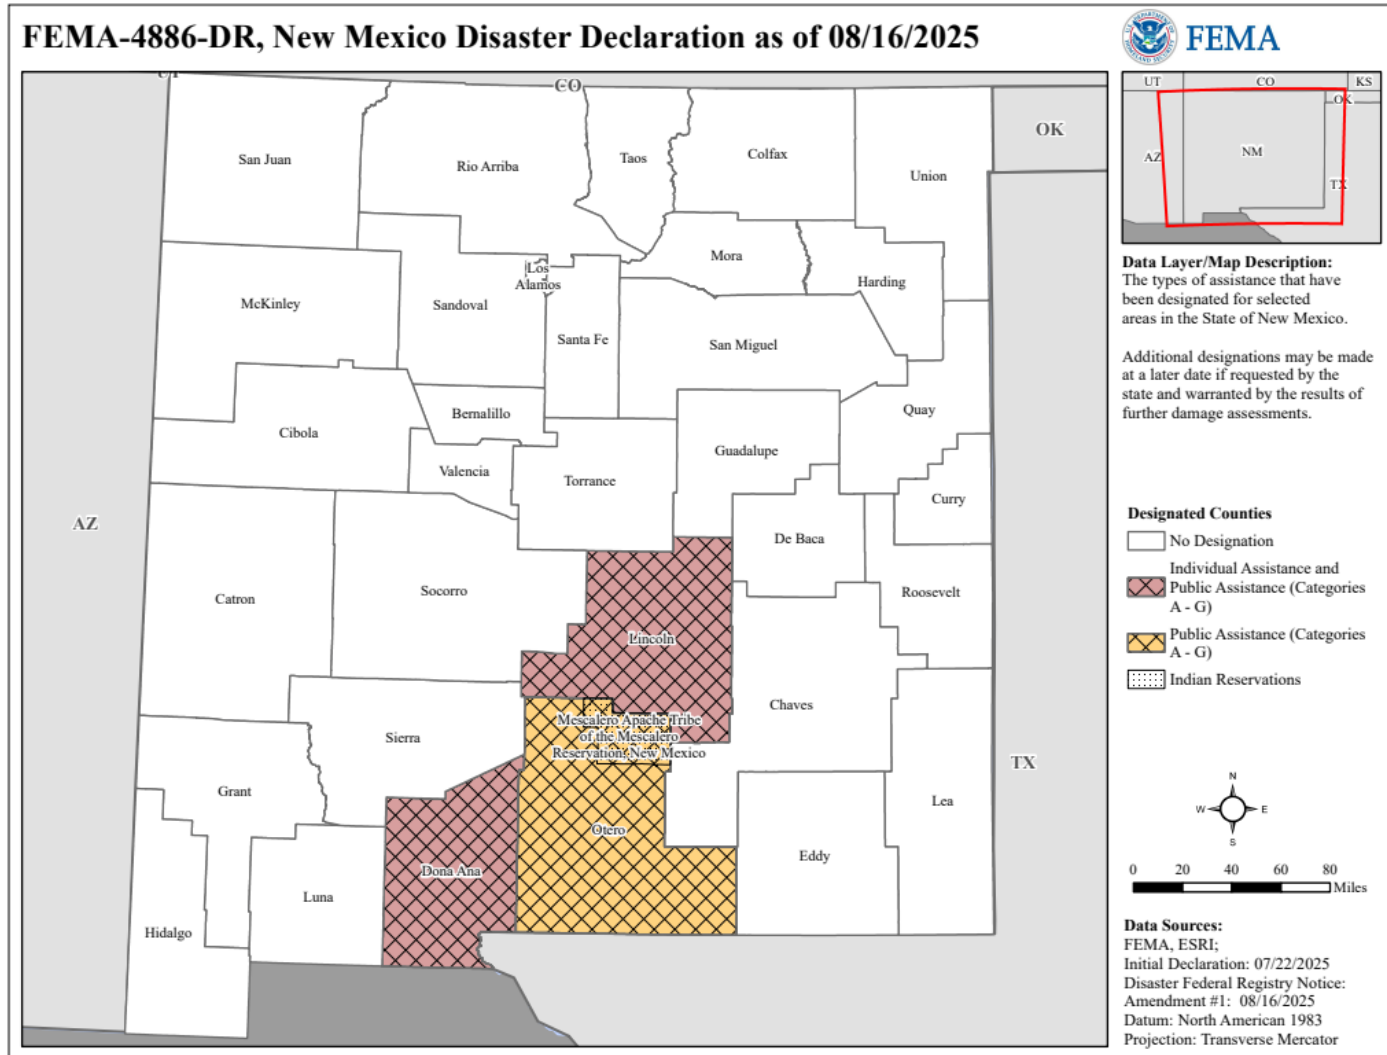 FEMA-4886-DR, New Mexico Disaster Declaration as of 08/16/2025
FEMA
UT
CO
OK
AZ
TX
San Juan
Rio Arriba
Taos
Colfax
Union
McKinley
Sandoval
Los
Alamos
Santa Fe
Mora
Harding
San Miguel
Quay
Cibola
Bernalillo
Valencia
Torrance
Guadalupe
Curry
De Baca
Roosevelt
Catron
Socorro
Lincoln
Chaves
Mescalero Apache Tribe
of the Mescalero
Reservation, New Mexico
Sierra
Grant
Otero
Lea
Eddy
Dona Ana
Luna
Hidalgo
UT
CO
KS
OK
AZ
NM
TX
Data Layer/Map Description:
The types of assistance that have
been designated for selected
areas in the State of New Mexico.
Additional designations may be made
at a later date if requested by the
state and warranted by the results of
further damage assessments.
Designated Counties
No Designation
Individual Assistance and
Public Assistance (Categories
A - G)
Public Assistance (Categories
A - G)
Indian Reservations
N
W
E
S
0 20 40 60 80
Miles
Data Sources:
FEMA, ESRI;
Initial Declaration: 07/22/2025
Disaster Federal Registry Notice:
Amendment #1: 08/16/2025
Datum: North American 1983
Projection: Transverse Mercator